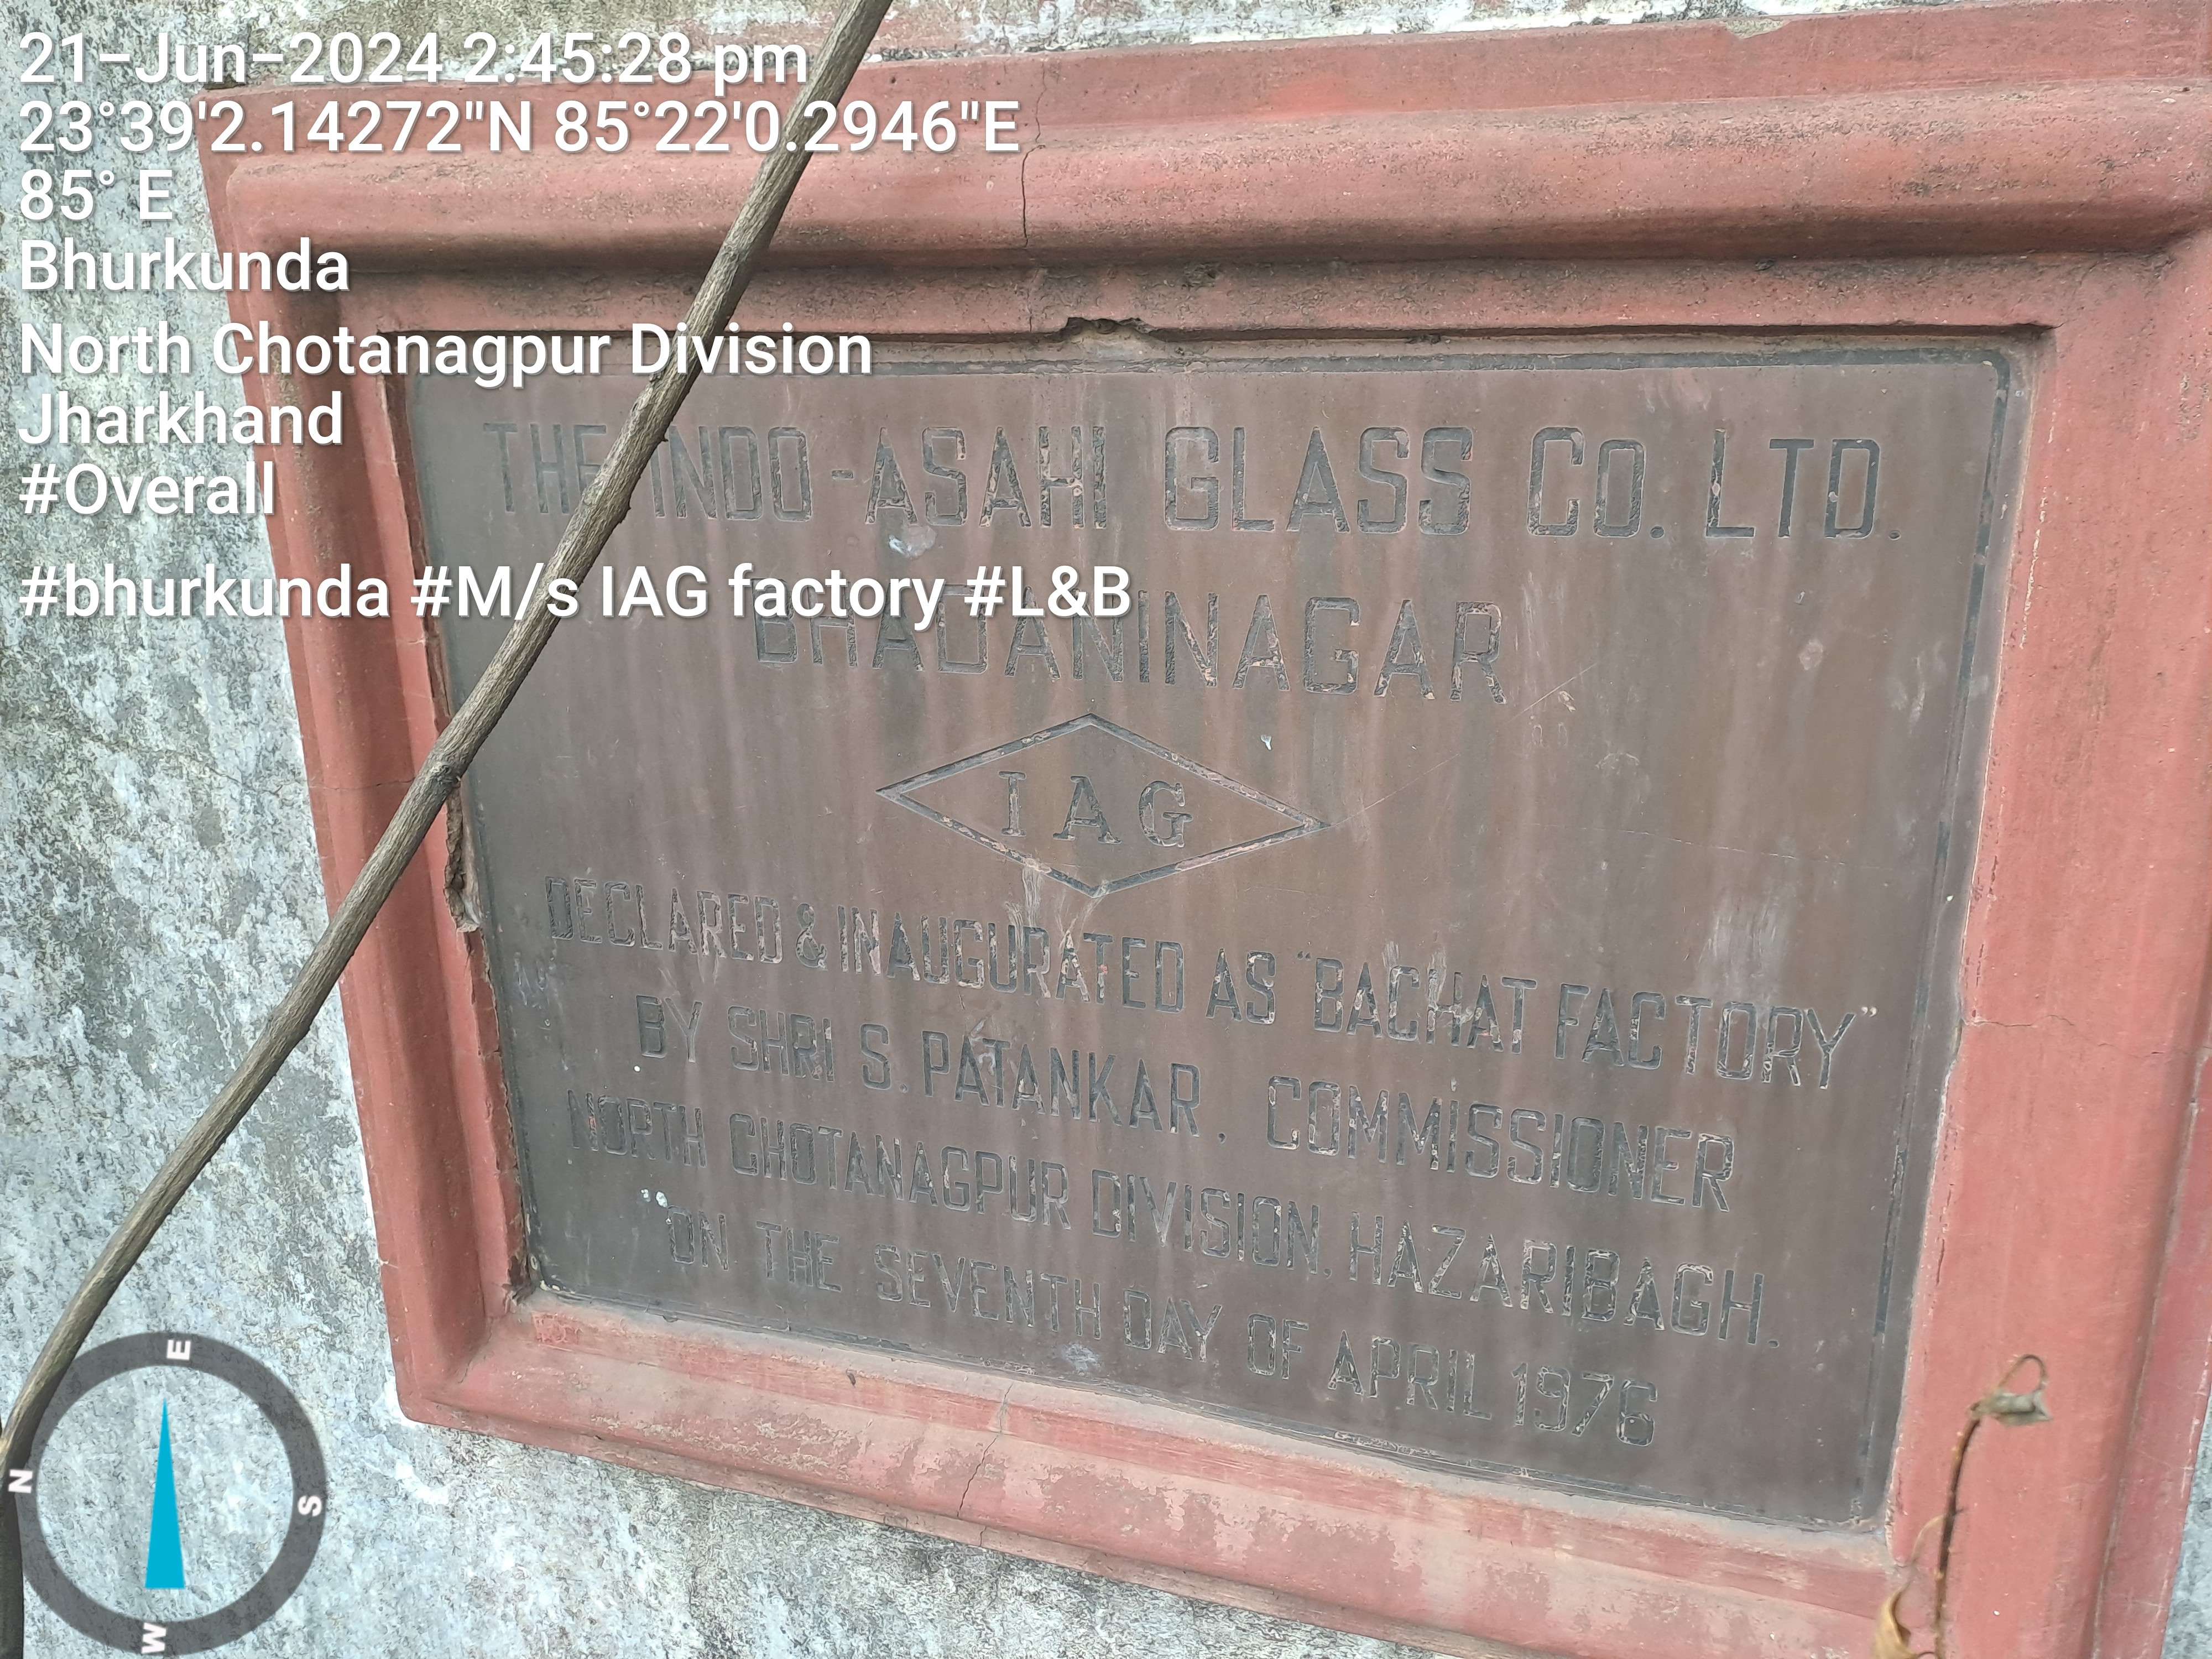 21-Jun-2024 2:45:28 pm
23°39'2.14272"N 85°22'0.2946"E
85° E
Bhurkunda
North Chotanagpur Division
Jharkhand
#Overall
#bhurkunda #M/s IAG factory #L&B
THE INDO-ASAHI GLASS Co. LTD.
BHADANINAGAR
IAG
DECLARED & INAUGURATED AS "BACHAT FACTORY"
BY SHRI S. PATANKAR, COMMISSIONER
NORTH CHOTANAGPUR DIVISION, HAZARIBAGH.
ON THE SEVENTH DAY OF APRIL 1976
E
N
S
W